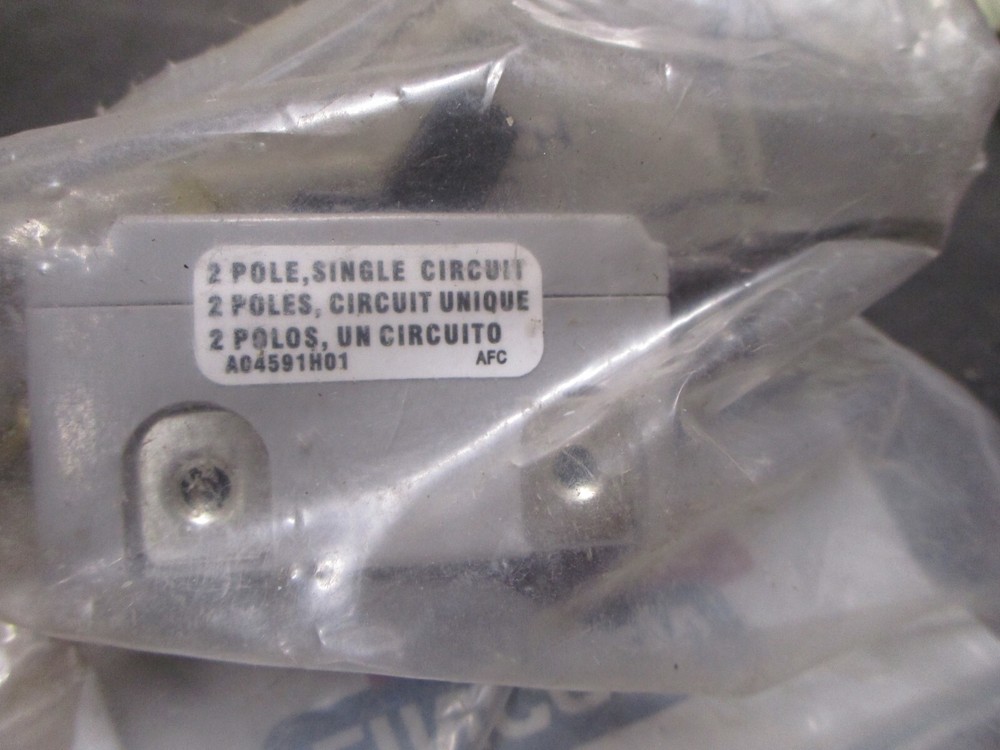 2 POLE,SINGLE CIRCUIT
2 POLES, CIRCUIT UNIQUE
2 POLOS, UN CIRCUITO
A04591H01 AFC